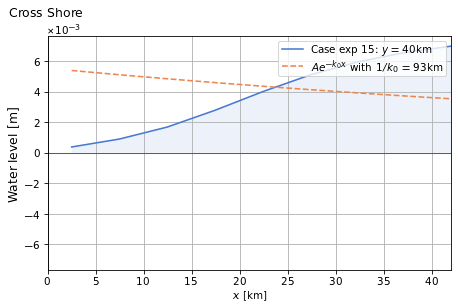 Cross Shore
×10⁻³
Case exp 15: y = 40km
Ae^{-k₀x} with 1/k₀ = 93km
6
4
2
0
−2
−4
−6
Water level [m]
0 5 10 15 20 25 30 35 40
x [km]